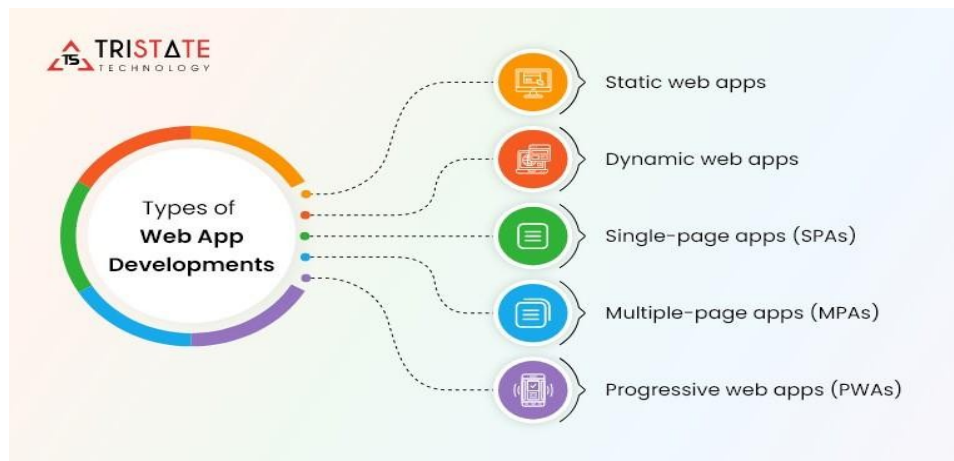 TS
TRISTATE
TECHNOLOGY
Types of
Web App
Developments
Static web apps
Dynamic web apps
Single-page apps (SPAs)
Multiple-page apps (MPAs)
Progressive web apps (PWAs)